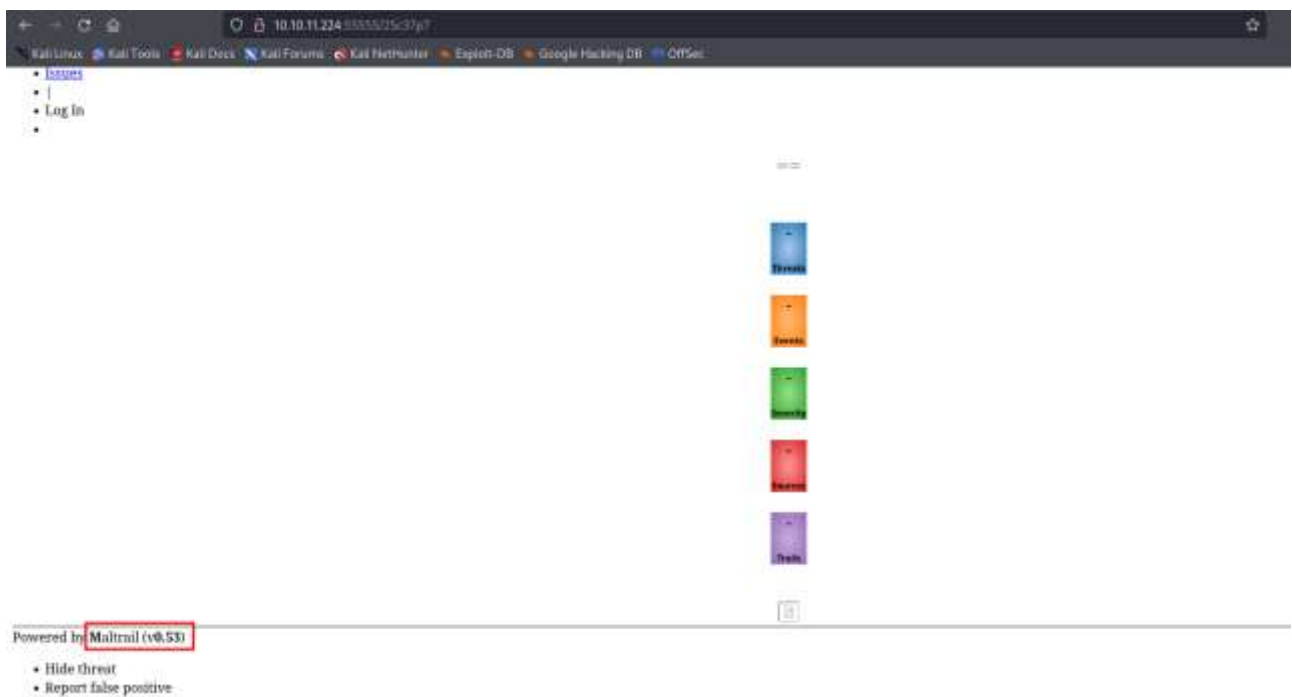 10.10.11.224:55555/25c37p7
Kali Linux Kali Tools Kali Docs Kali Forums Kali NetHunter Exploit-DB Google Hacking DB OffSec
Issues
|
Log In
Threats
Events
Severity
Sources
Trails
Powered by Maltrail (v0.53)
Hide threat
Report false positive